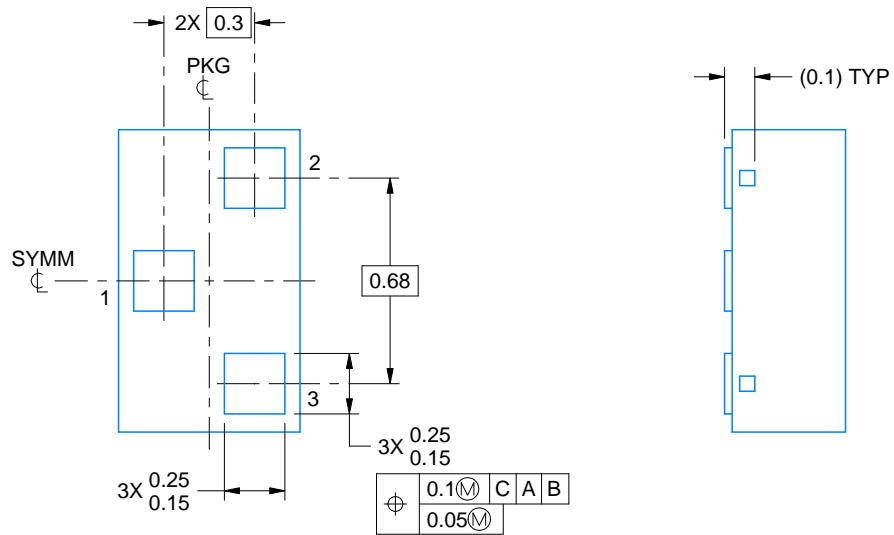 2X 0.3
PKG
℄
(0.1) TYP
2
SYMM
℄
1
0.68
3
3X 0.25
0.15
3X 0.25
0.15
⌖ 0.1Ⓜ C A B
0.05Ⓜ